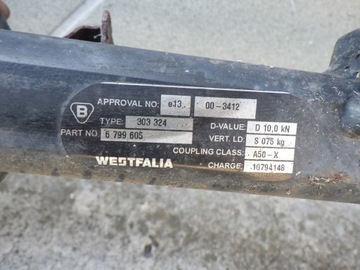 B
APPROVAL NO: e13 00-3412
TYPE: 303 324 D-VALUE: D 10,0 kN
PART NO: 6 799 605 VERT. LD: S 075 kg
COUPLING CLASS: A50-X
WESTFALIA CHARGE: 10794148